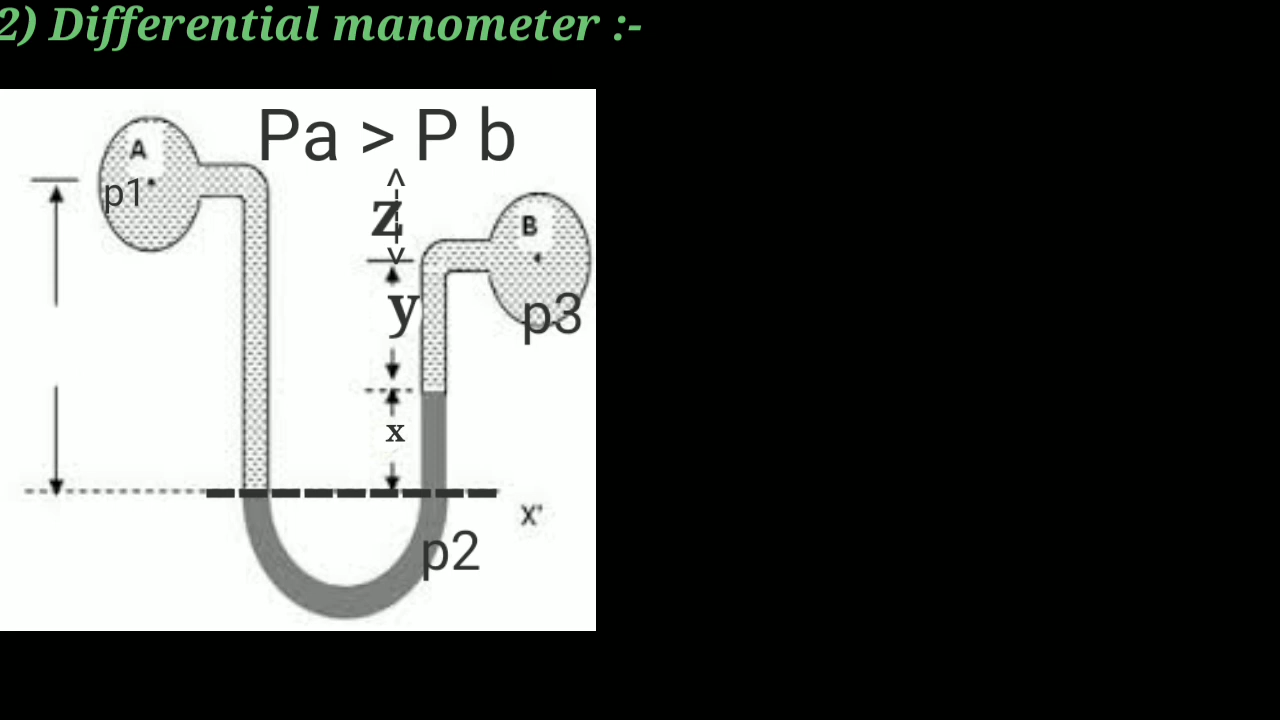 2) Differential manometer :-
Pa > P b
A
p1
z
B
y
p3
x
X'
p2